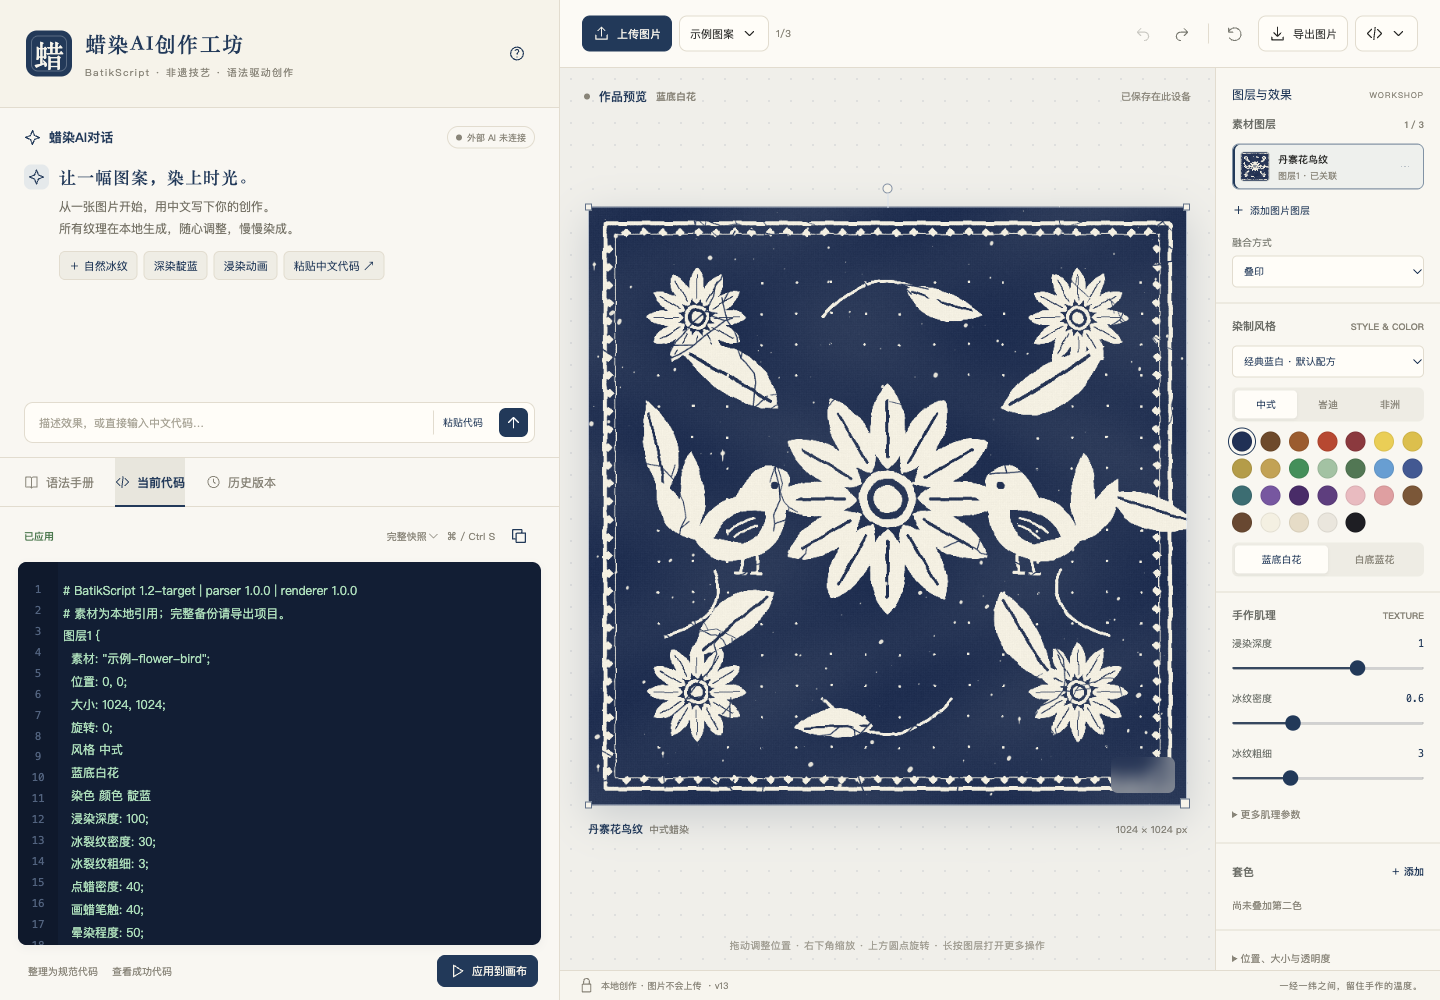 蜡
蜡染AI创作工坊
BatikScript · 非遗技艺 · 语法驱动创作
蜡染AI对话
外部 AI 未连接
让一幅图案，染上时光。
从一张图片开始，用中文写下你的创作。
所有纹理在本地生成，随心调整，慢慢染成。
+ 自然冰纹
深染靛蓝
浸染动画
粘贴中文代码 ↗
描述效果，或直接输入中文代码...
粘贴代码
语法手册
当前代码
历史版本
已应用
完整快照
⌘ / Ctrl S
1 # BatikScript 1.2-target | parser 1.0.0 | renderer 1.0.0
2 # 素材为本地引用；完整备份请导出项目。
3 图层1 {
4 素材: "示例-flower-bird";
5 位置: 0, 0;
6 大小: 1024, 1024;
7 旋转: 0;
8 风格 中式
9 蓝底白花
10 染色 颜色 靛蓝
11 浸染深度: 100;
12 冰裂纹密度: 30;
13 冰裂纹粗细: 3;
14 点蜡密度: 40;
15 画蜡笔触: 40;
16 晕染程度: 50;
17
18
整理为规范代码
查看成功代码
应用到画布
上传图片
示例图案
1/3
导出图片
作品预览
蓝底白花
已保存在此设备
丹寨花鸟纹
中式蜡染
1024 × 1024 px
拖动调整位置 · 右下角缩放 · 上方圆点旋转 · 长按图层打开更多操作
本地创作 · 图片不会上传 · v13
一经一纬之间，留住手作的温度。
图层与效果
WORKSHOP
素材图层
1 / 3
丹寨花鸟纹
图层1 · 已关联
...
+ 添加图片图层
融合方式
叠印
染制风格
STYLE & COLOR
经典蓝白 · 默认配方
中式
峇迪
非洲
蓝底白花
白底蓝花
手作肌理
TEXTURE
浸染深度
1
冰纹密度
0.6
冰纹粗细
3
更多肌理参数
套色
+ 添加
尚未叠加第二色
位置、大小与透明度